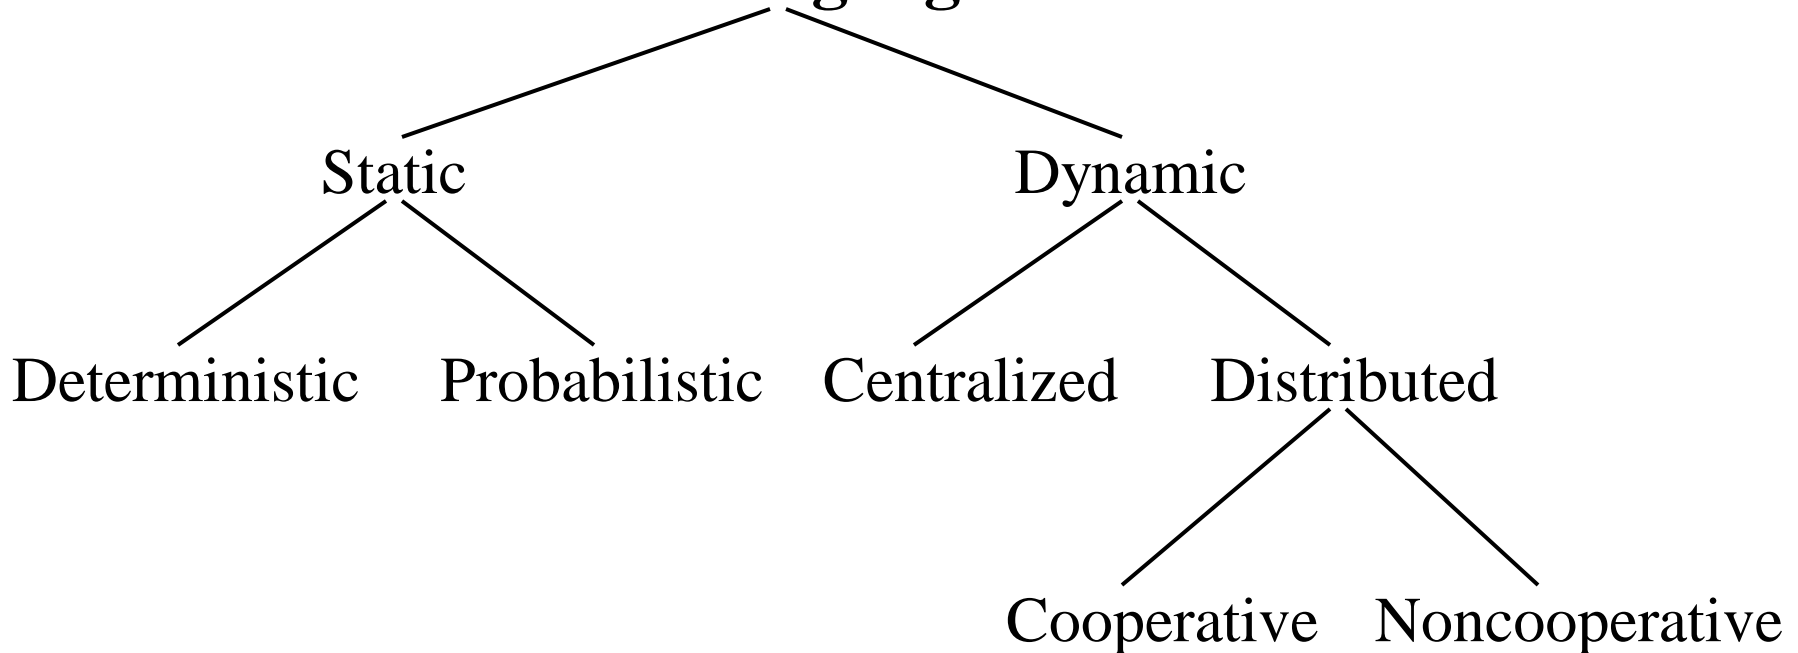 Static Dynamic
Deterministic Probabilistic Centralized Distributed
Cooperative Noncooperative